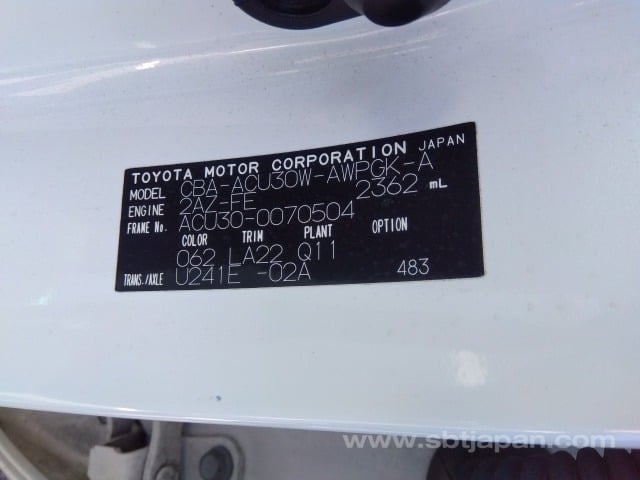 TOYOTA MOTOR CORPORATION JAPAN
MODEL CBA-ACU30W-AWPGK-A
ENGINE 2AZ-FE 2362 mL
FRAME No. ACU30-0070504
COLOR TRIM PLANT OPTION
062 LA22 Q11
TRANS./AXLE U241E -02A 483
www.sbtjapan.com